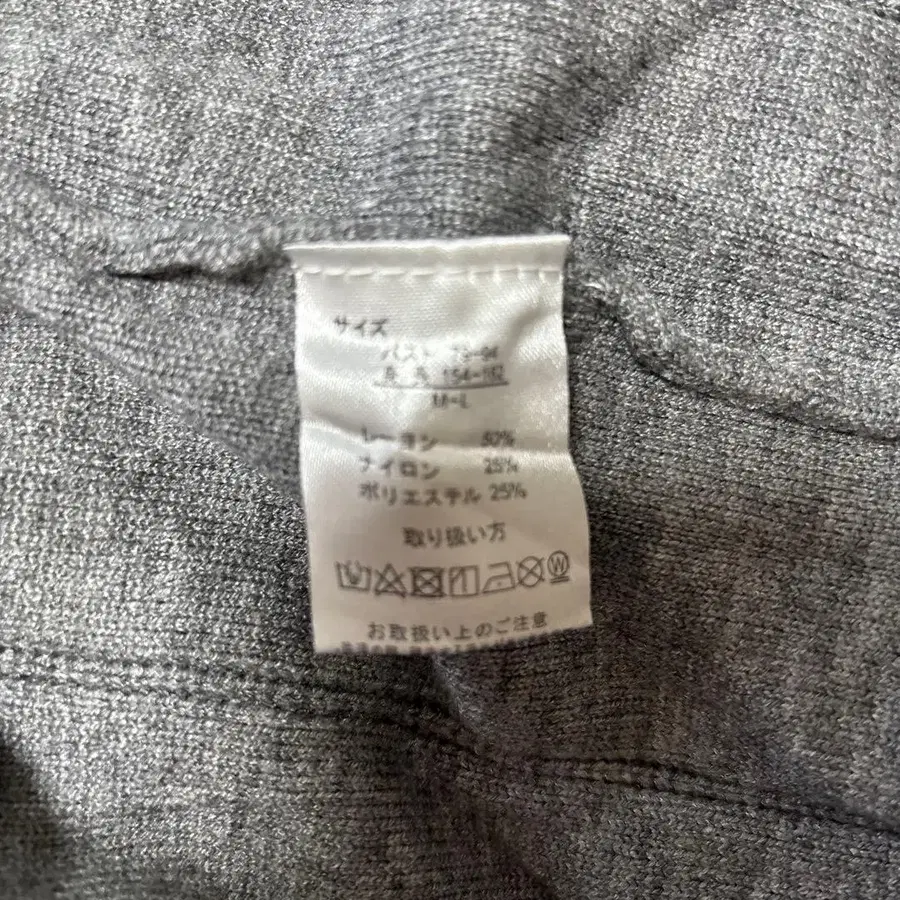 サイズ
バスト 79-94
身 長 154-162
M-L
レーヨン 50%
ナイロン 25%
ポリエステル 25%
取り扱い方
W
お取扱い上のご注意